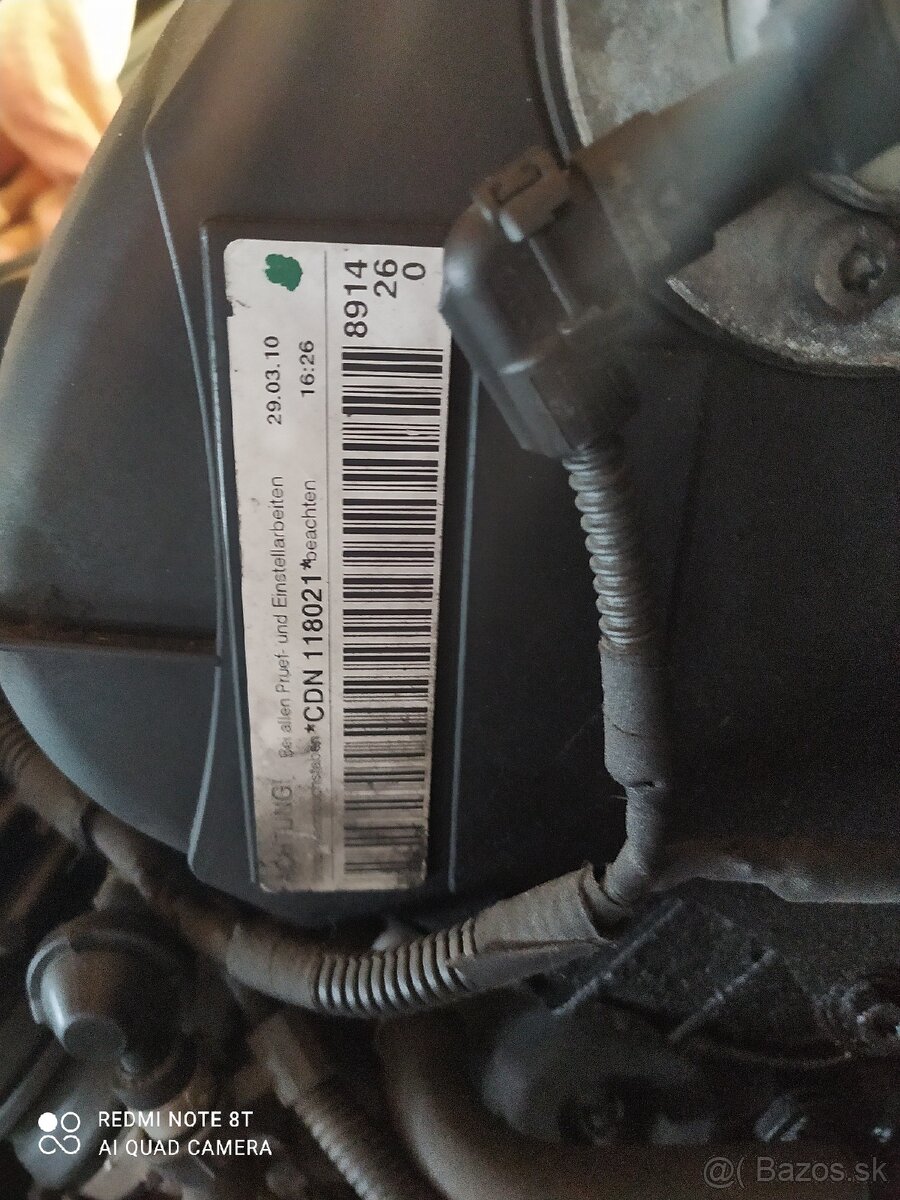 ACHTUNG! Bei allen Pruef- und Einstellarbeiten 29.03.10
*CDN 118021* beachten 16:26
8914
26
0
REDMI NOTE 8T
AI QUAD CAMERA
@( Bazos.sk